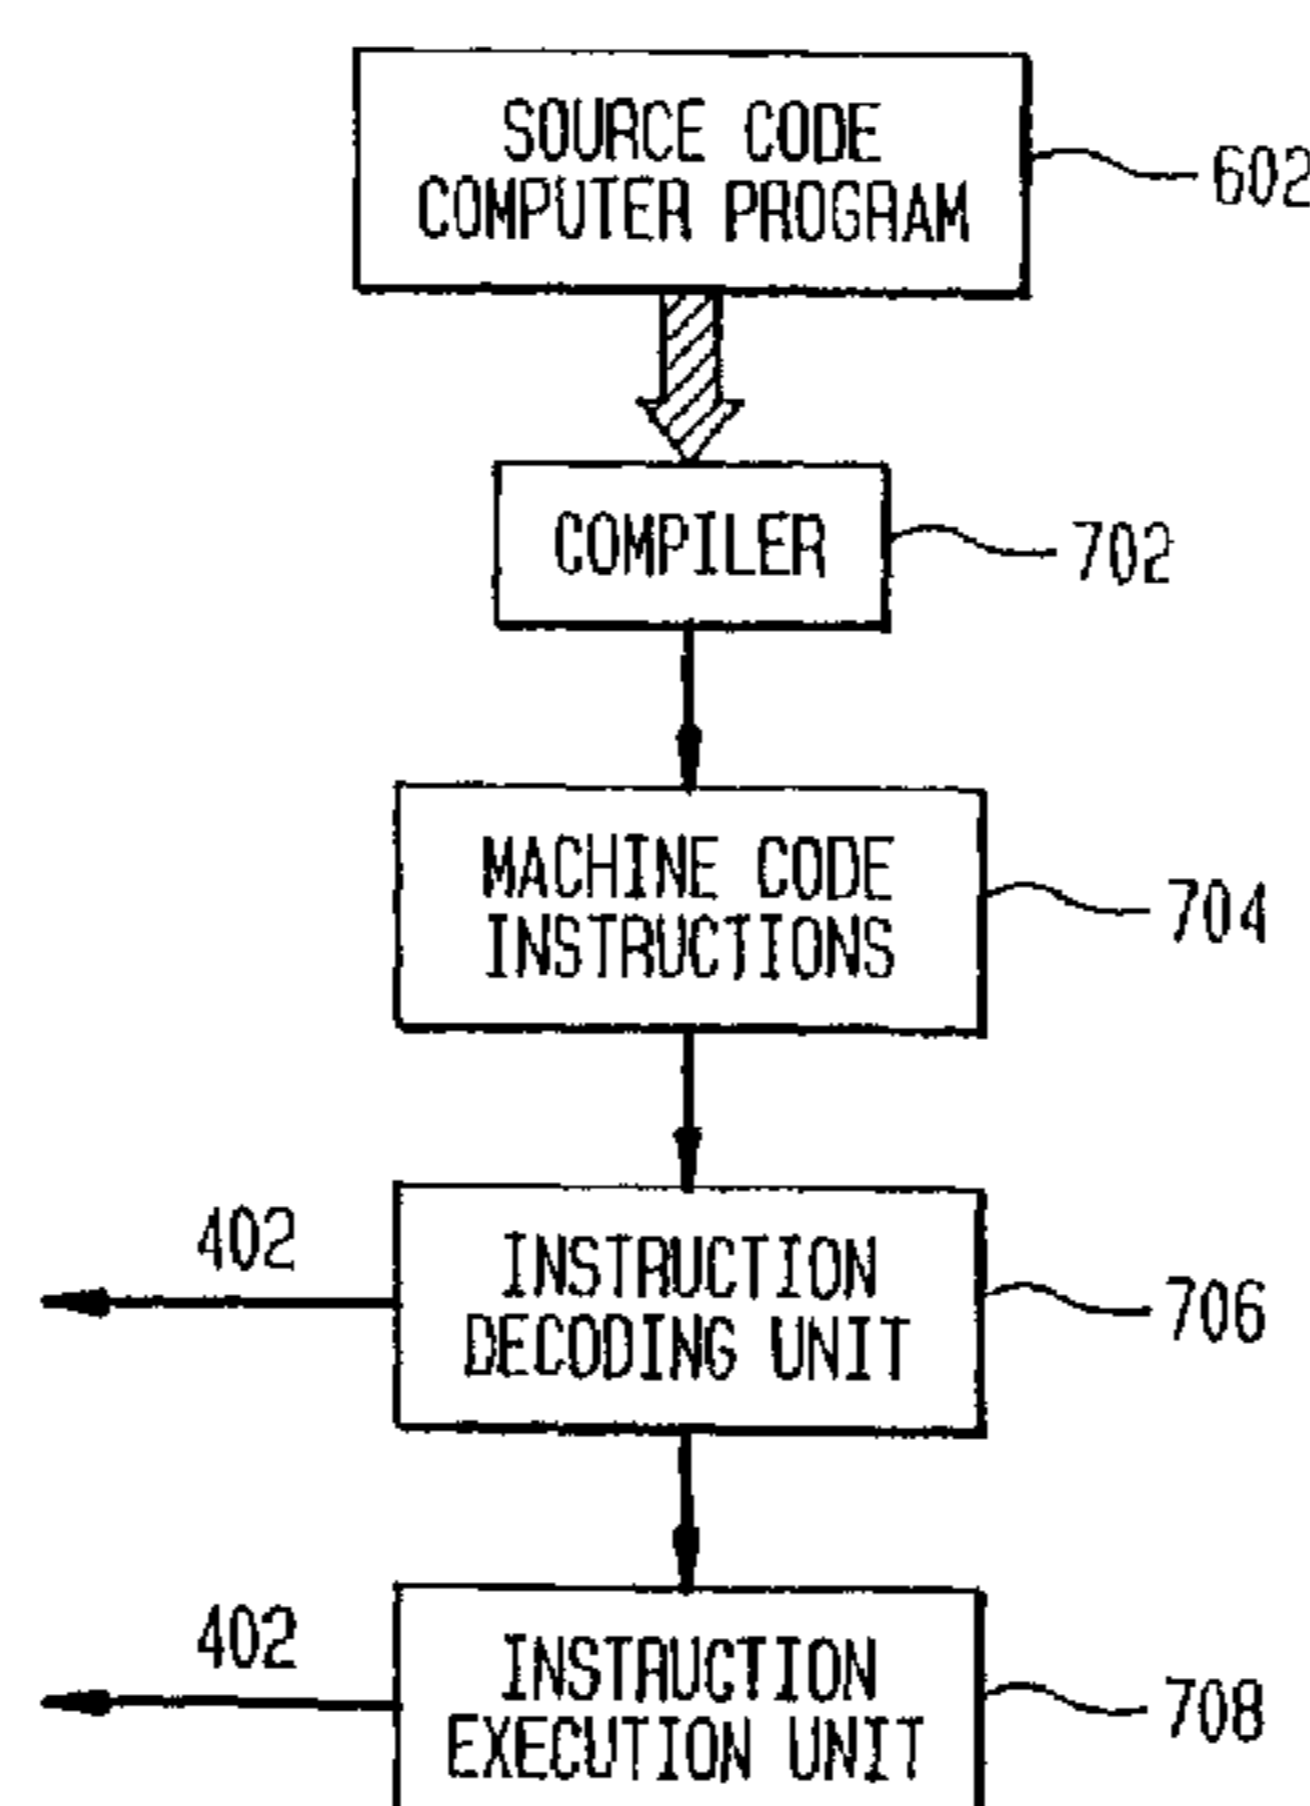 SOURCE CODE
COMPUTER PROGRAM
602
COMPILER
702
MACHINE CODE
INSTRUCTIONS
704
402
INSTRUCTION
DECODING UNIT
706
402
INSTRUCTION
EXECUTION UNIT
708